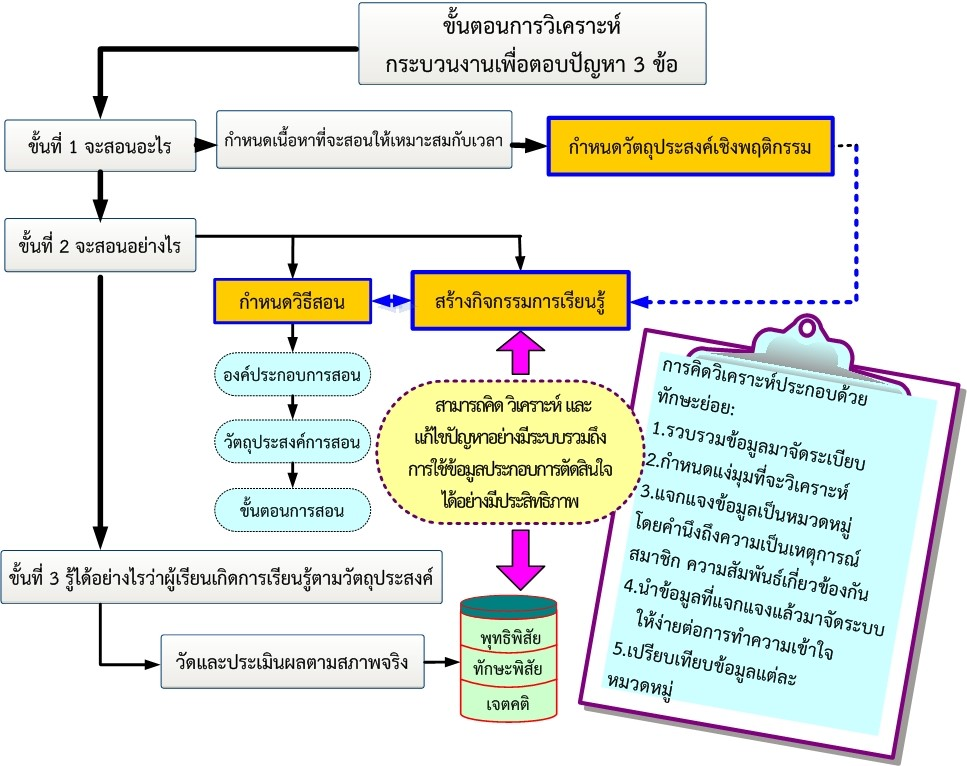 ขั้นตอนการวิเคราะห์
กระบวนงานเพื่อตอบปัญหา 3 ข้อ
ขั้นที่ 1 จะสอนอะไร
กำหนดเนื้อหาที่จะสอนให้เหมาะสมกับเวลา
กำหนดวัตถุประสงค์เชิงพฤติกรรม
ขั้นที่ 2 จะสอนอย่างไร
กำหนดวิธีสอน
สร้างกิจกรรมการเรียนรู้
องค์ประกอบการสอน
วัตถุประสงค์การสอน
ขั้นตอนการสอน
สามารถคิด วิเคราะห์ และ
แก้ไขปัญหาอย่างมีระบบรวมถึง
การใช้ข้อมูลประกอบการตัดสินใจ
ได้อย่างมีประสิทธิภาพ
การคิดวิเคราะห์ประกอบด้วย
ทักษะย่อย:
1.รวบรวมข้อมูลมาจัดระเบียบ
2.กำหนดแง่มุมที่จะวิเคราะห์
3.แจกแจงข้อมูลเป็นหมวดหมู่
โดยคำนึงถึงความเป็นเหตุการณ์
สมาชิก ความสัมพันธ์เกี่ยวข้องกัน
4.นำข้อมูลที่แจกแจงแล้วมาจัดระบบ
ให้ง่ายต่อการทำความเข้าใจ
5.เปรียบเทียบข้อมูลแต่ละ
หมวดหมู่
ขั้นที่ 3 รู้ได้อย่างไรว่าผู้เรียนเกิดการเรียนรู้ตามวัตถุประสงค์
วัดและประเมินผลตามสภาพจริง
พุทธิพิสัย
ทักษะพิสัย
เจตคติ